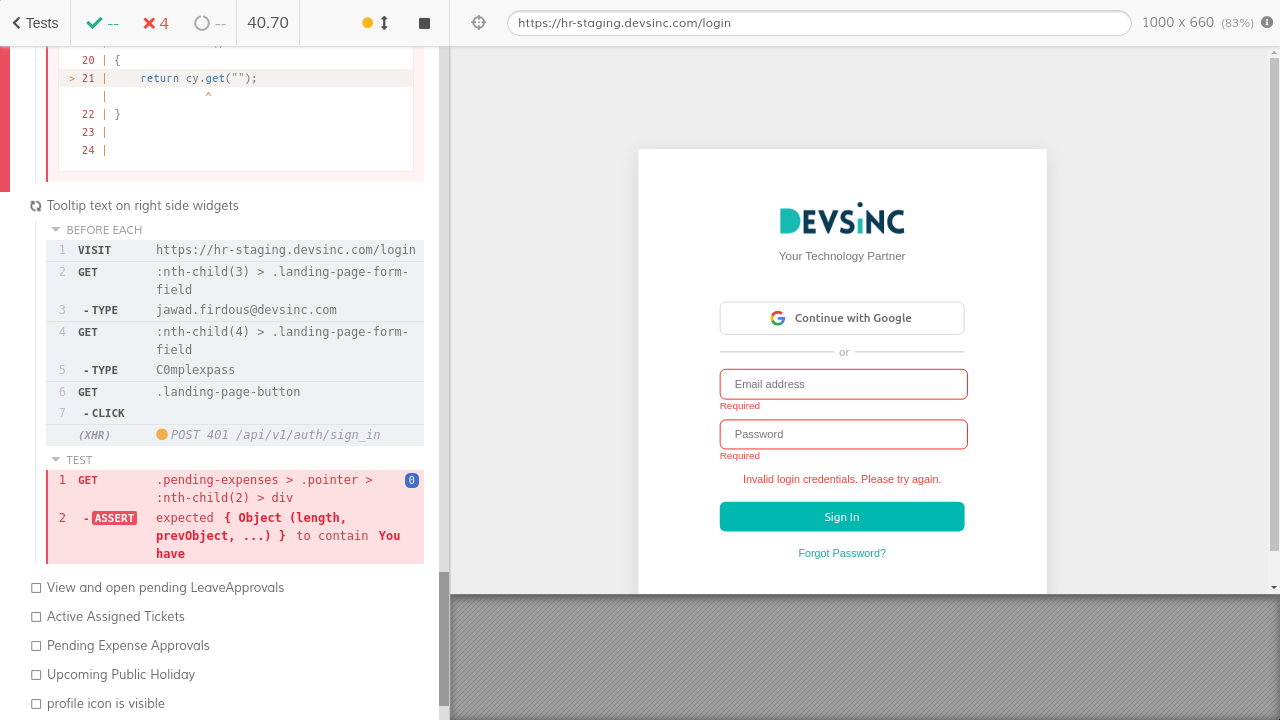 Tests
--
4
--
40.70
https://hr-staging.devsinc.com/login
1000 x 660 (83%)
20 | {
> 21 |     return cy.get("");
|               ^
22 | }
23 |
24 |
Tooltip text on right side widgets
BEFORE EACH
1 VISIT https://hr-staging.devsinc.com/login
2 GET :nth-child(3) > .landing-page-form-
field
3 -TYPE jawad.firdous@devsinc.com
4 GET :nth-child(4) > .landing-page-form-
field
5 -TYPE C0mplexpass
6 GET .landing-page-button
7 -CLICK
(XHR) POST 401 /api/v1/auth/sign_in
TEST
1 GET .pending-expenses > .pointer > 0
:nth-child(2) > div
2 -ASSERT expected { Object (length,
prevObject, ...) } to contain You
have
View and open pending LeaveApprovals
Active Assigned Tickets
Pending Expense Approvals
Upcoming Public Holiday
profile icon is visible
DEVSINC
Your Technology Partner
Continue with Google
or
Email address
Required
Password
Required
Invalid login credentials. Please try again.
Sign In
Forgot Password?